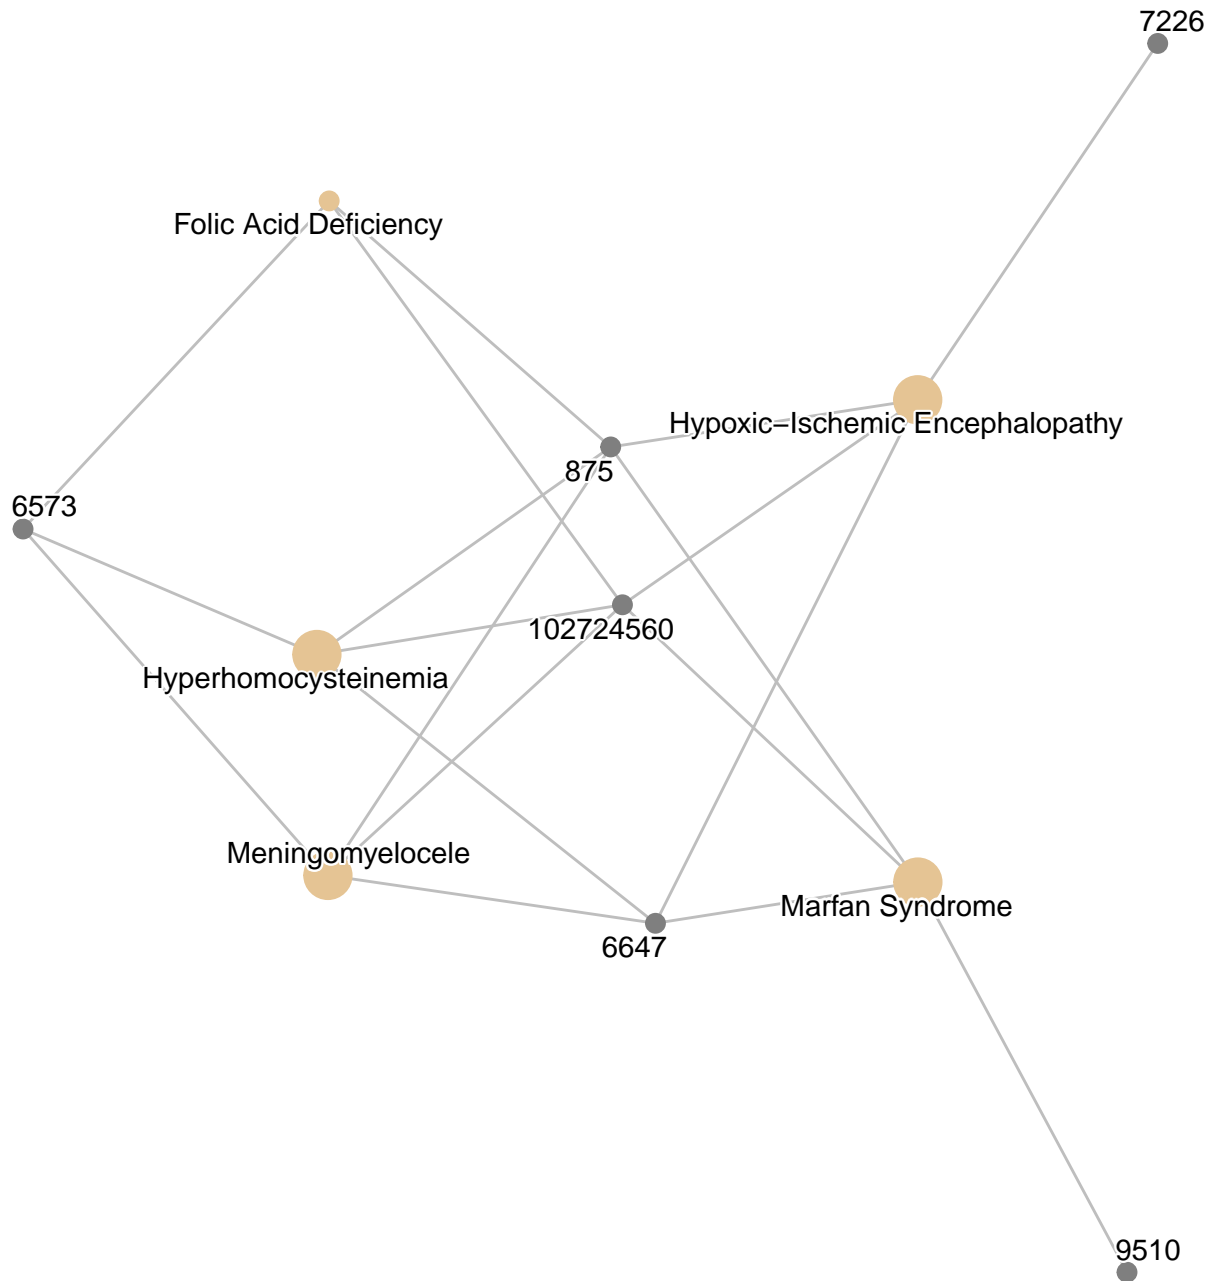 7226
Folic Acid Deficiency
Hypoxic–Ischemic Encephalopathy
875
6573
102724560
Hyperhomocysteinemia
Meningomyelocele
Marfan Syndrome
6647
9510